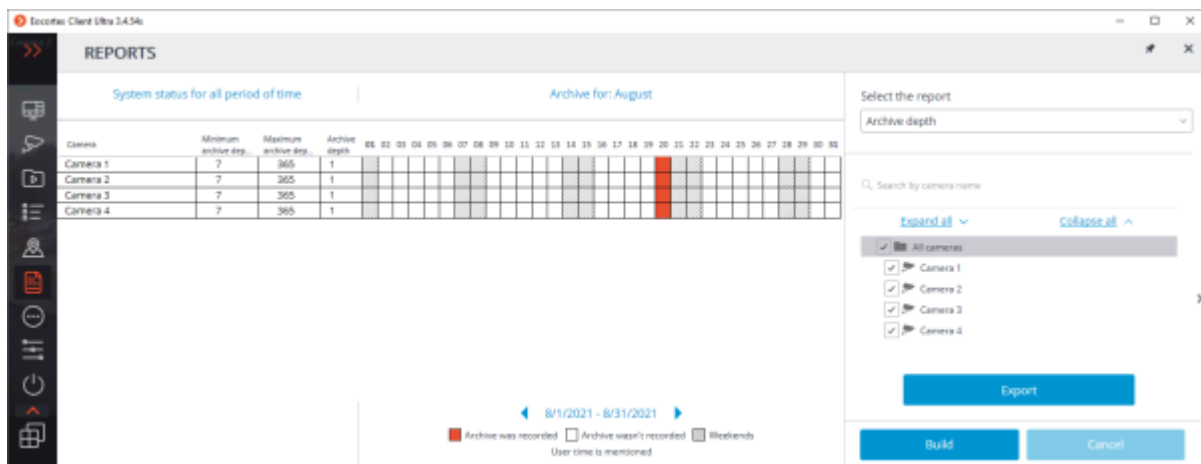 Eocortex Client Ultra 3.4.54s
REPORTS
System status for all period of time
Archive for: August
Camera Minimum archive dep... Maximum archive dep... Archive depth 01 02 03 04 05 06 07 08 09 10 11 12 13 14 15 16 17 18 19 20 21 22 23 24 25 26 27 28 29 30 31
Camera 1 7 365 1
Camera 2 7 365 1
Camera 3 7 365 1
Camera 4 7 365 1
8/1/2021 - 8/31/2021
Archive was recorded Archive wasn't recorded Weekends
User time is mentioned
Select the report
Archive depth
Search by camera name
Expand all Collapse all
All cameras
Camera 1
Camera 2
Camera 3
Camera 4
Export
Build Cancel